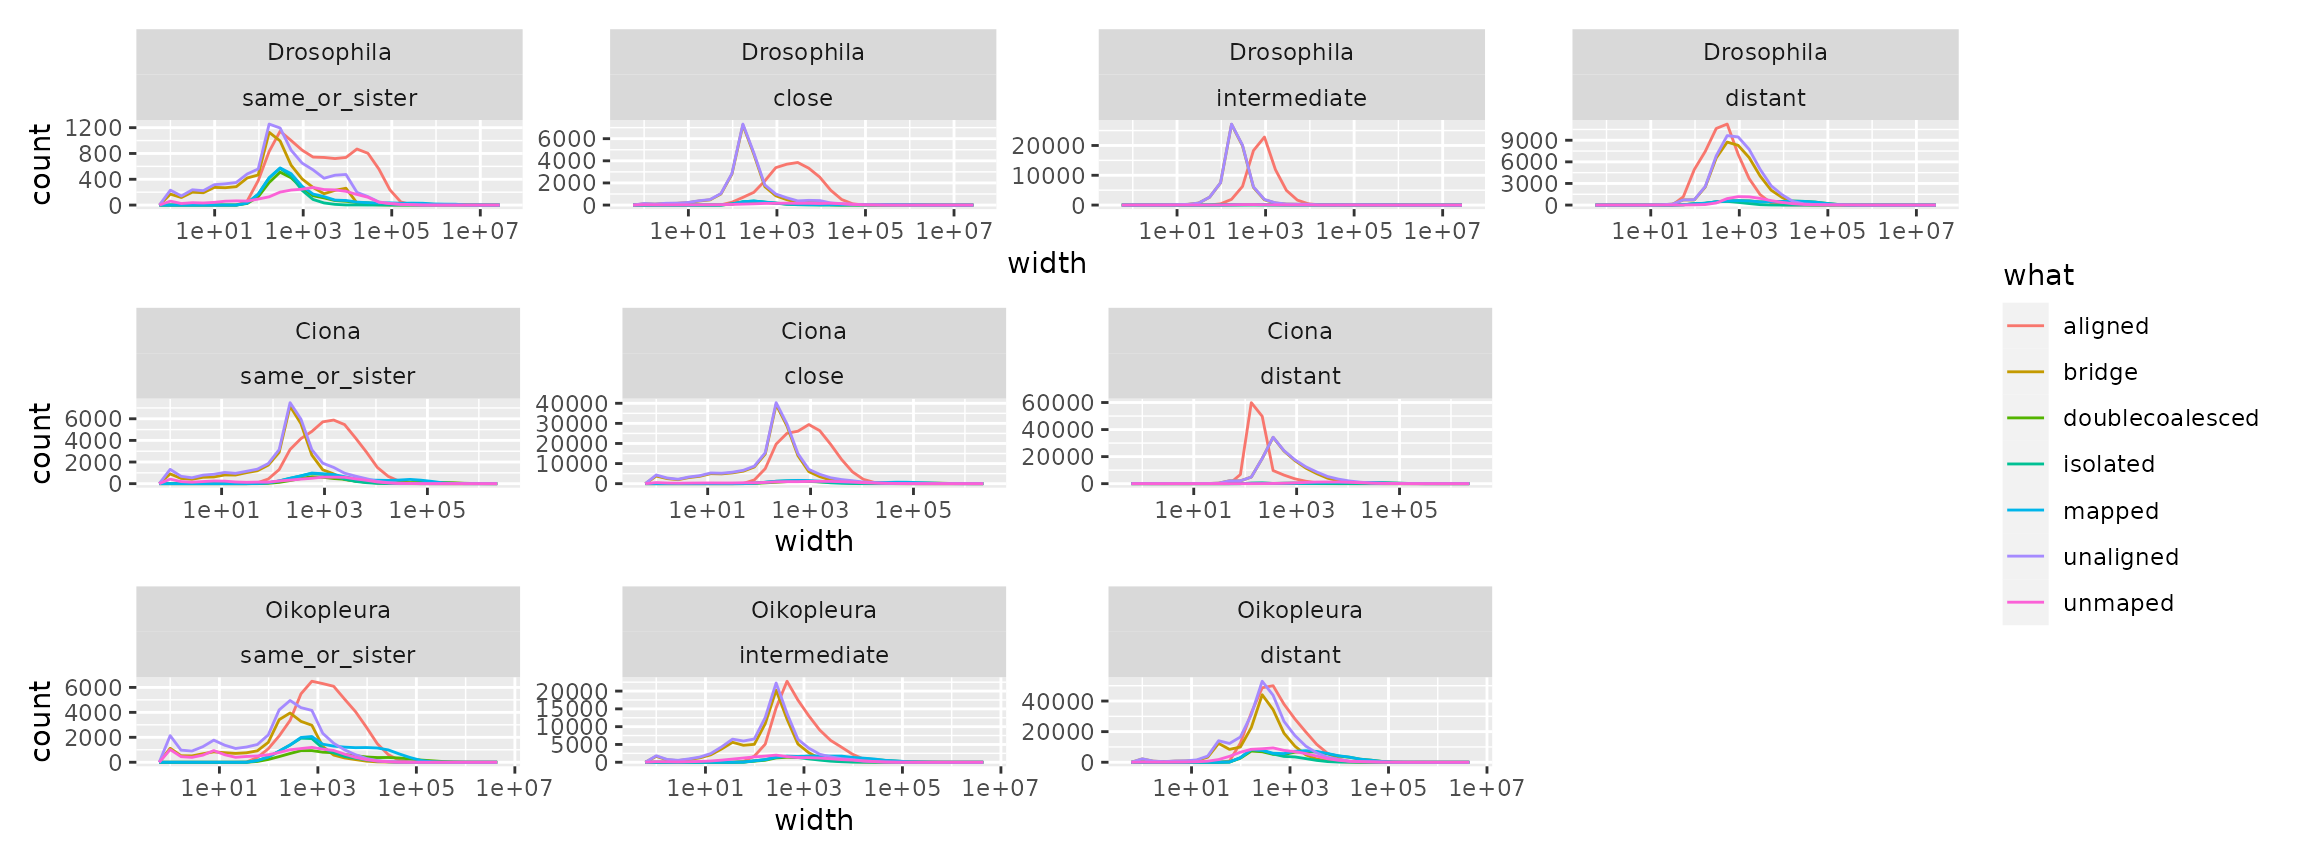 Drosophila Drosophila Drosophila Drosophila
same_or_sister close intermediate distant
count
1200
800
400
0
6000
4000
2000
0
20000
10000
0
9000
6000
3000
0
1e+01 1e+03 1e+05 1e+07 1e+01 1e+03 1e+05 1e+07 1e+01 1e+03 1e+05 1e+07 1e+01 1e+03 1e+05 1e+07
width
Ciona Ciona Ciona
same_or_sister close distant
count
6000
4000
2000
0
40000
30000
20000
10000
0
60000
40000
20000
0
1e+01 1e+03 1e+05 1e+01 1e+03 1e+05 1e+01 1e+03 1e+05
width
Oikopleura Oikopleura Oikopleura
same_or_sister intermediate distant
count
6000
4000
2000
0
20000
15000
10000
5000
0
40000
20000
0
1e+01 1e+03 1e+05 1e+07 1e+01 1e+03 1e+05 1e+07 1e+01 1e+03 1e+05 1e+07
width
what
aligned
bridge
doublecoalesced
isolated
mapped
unaligned
unmaped